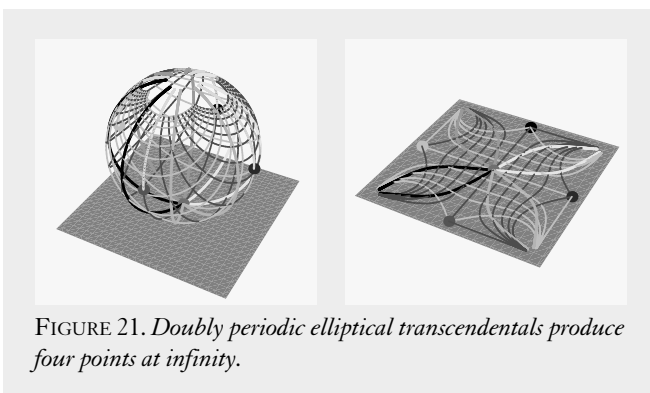 FIGURE 21. Doubly periodic elliptical transcendentals produce
four points at infinity.